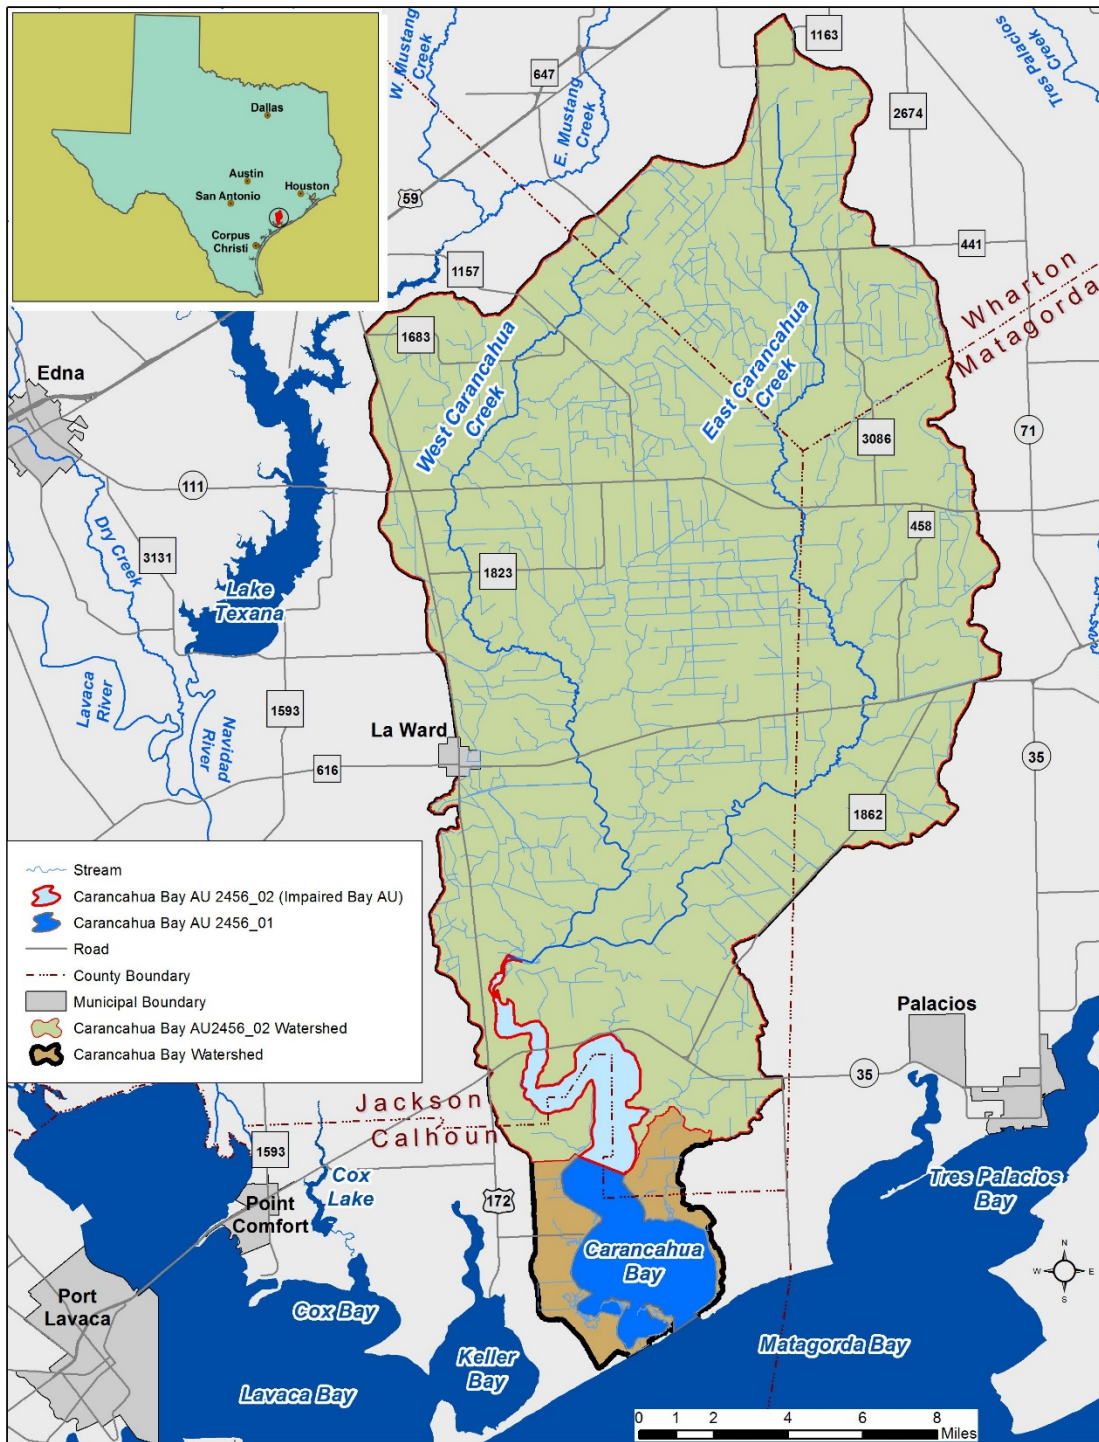 Dallas
Austin
San Antonio
Houston
Corpus
Christi
W. Mustang
Creek
647
E. Mustang
Creek
1163
2674
Tres Palacios
Creek
59
1157
441
Wharton
Matagorda
1683
West Carancahua
Creek
East Carancahua
Creek
Edna
71
3086
111
458
Dry Creek
3131
1823
Lake
Texana
Lavaca
River
Navidad
River
1593
La Ward
616
35
1862
Stream
Carancahua Bay AU 2456_02 (Impaired Bay AU)
Carancahua Bay AU 2456_01
Road
County Boundary
Municipal Boundary
Carancahua Bay AU2456_02 Watershed
Carancahua Bay Watershed
Palacios
35
Jackson
Calhoun
1593
Cox
Lake
172
Point
Comfort
Tres Palacios
Bay
Carancahua
Bay
Port
Lavaca
Cox Bay
Keller
Bay
Matagorda Bay
Lavaca Bay
N
W
E
S
0 1 2 4 6 8
Miles